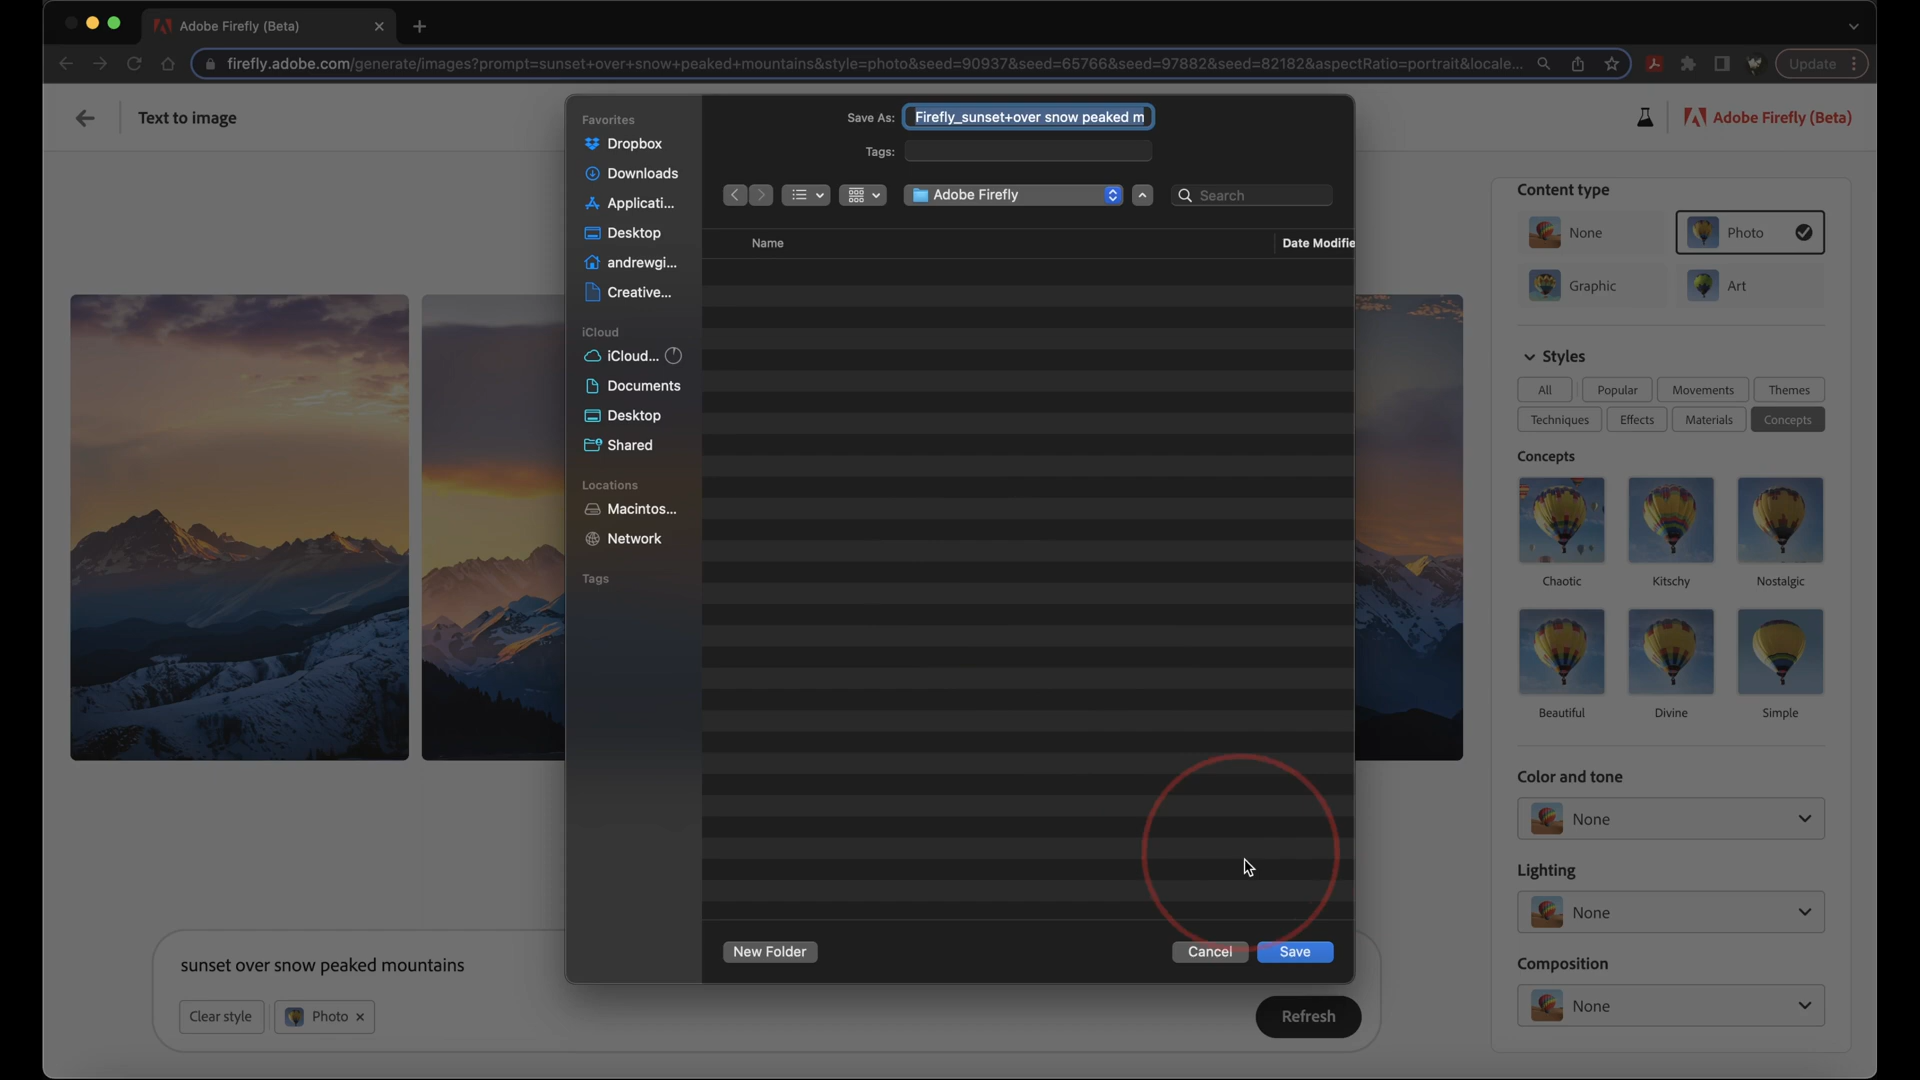 Adobe Firefly (Beta)
firefly.adobe.com/generate/images?prompt=sunset+over+snow+peaked+mountains&style=photo&seed=90937&seed=65766&seed=97882&seed=82182&aspectRatio=portrait&locale...
Update
Text to image
Adobe Firefly (Beta)
Favorites
Dropbox
Downloads
Applicati...
Desktop
andrewgi...
Creative...
iCloud
iCloud...
Documents
Desktop
Shared
Locations
Macintos...
Network
Tags
Save As: Firefly_sunset+over snow peaked m
Tags:
Adobe Firefly
Search
Name
Date Modifie
New Folder
Cancel
Save
Content type
None
Photo
Graphic
Art
Styles
All
Popular
Movements
Themes
Techniques
Effects
Materials
Concepts
Concepts
Chaotic
Kitschy
Nostalgic
Beautiful
Divine
Simple
Color and tone
None
Lighting
None
Composition
None
sunset over snow peaked mountains
Clear style
Photo
Refresh